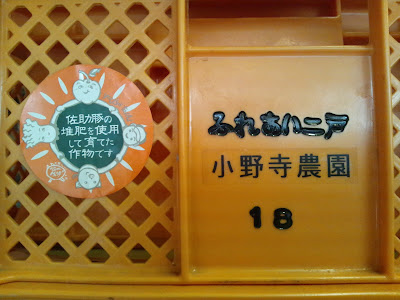 佐助豚の
堆肥を使用
して育てた
作物です
ふれあい二戸
小野寺農園
18